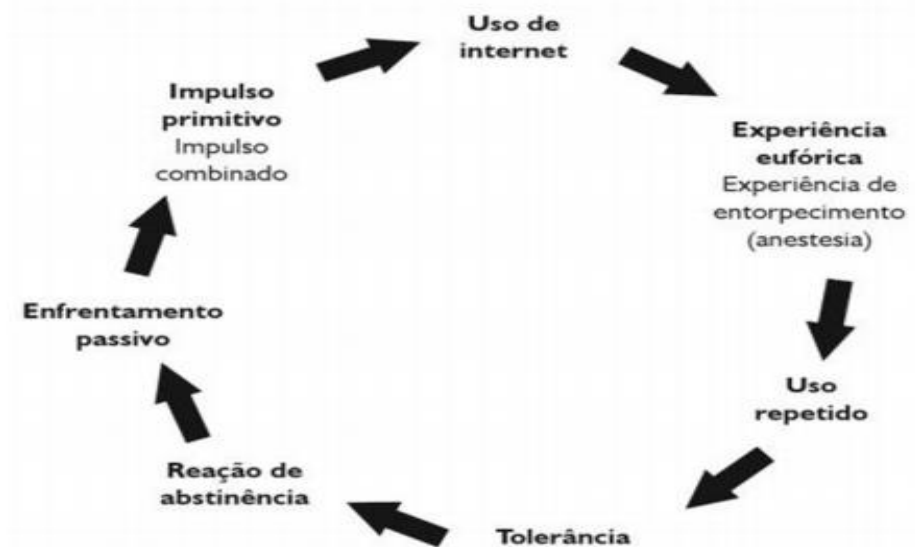 Uso de
internet
Experiência
eufórica
Experiência de
entorpecimento
(anestesia)
Uso
repetido
Tolerância
Reação de
abstinência
Enfrentamento
passivo
Impulso
primitivo
Impulso
combinado